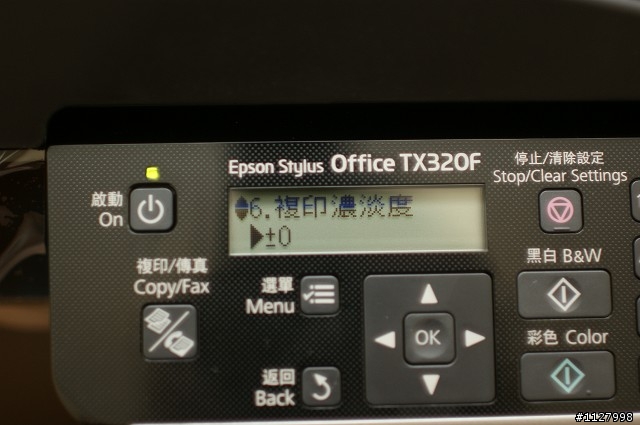 Epson Stylus Office TX320F
停止/清除設定
Stop/Clear Settings
啟動
On
6.複印濃淡度
±0
複印/傳真
Copy/Fax
選單
Menu
黑白 B&W
OK
彩色 Color
返回
Back
#1127998